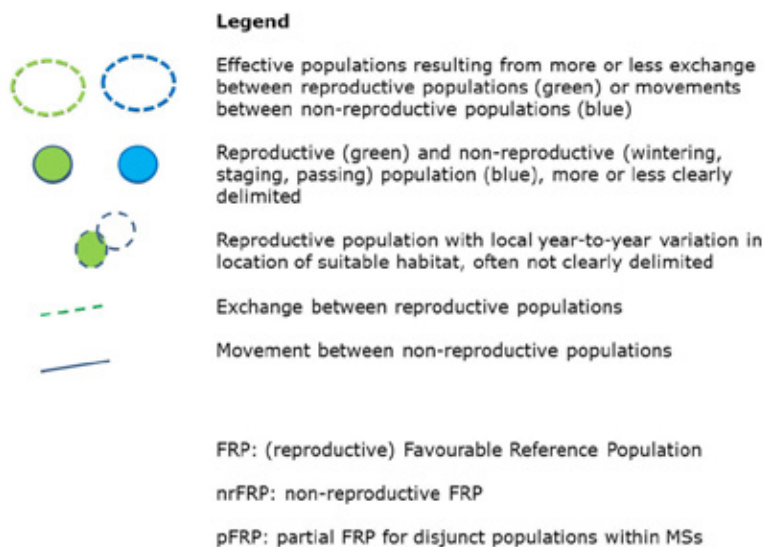 Legend
Effective populations resulting from more or less exchange
between reproductive populations (green) or movements
between non-reproductive populations (blue)
Reproductive (green) and non-reproductive (wintering,
staging, passing) population (blue), more or less clearly
delimited
Reproductive population with local year-to-year variation in
location of suitable habitat, often not clearly delimited
Exchange between reproductive populations
Movement between non-reproductive populations
FRP: (reproductive) Favourable Reference Population
nrFRP: non-reproductive FRP
pFRP: partial FRP for disjunct populations within MSs